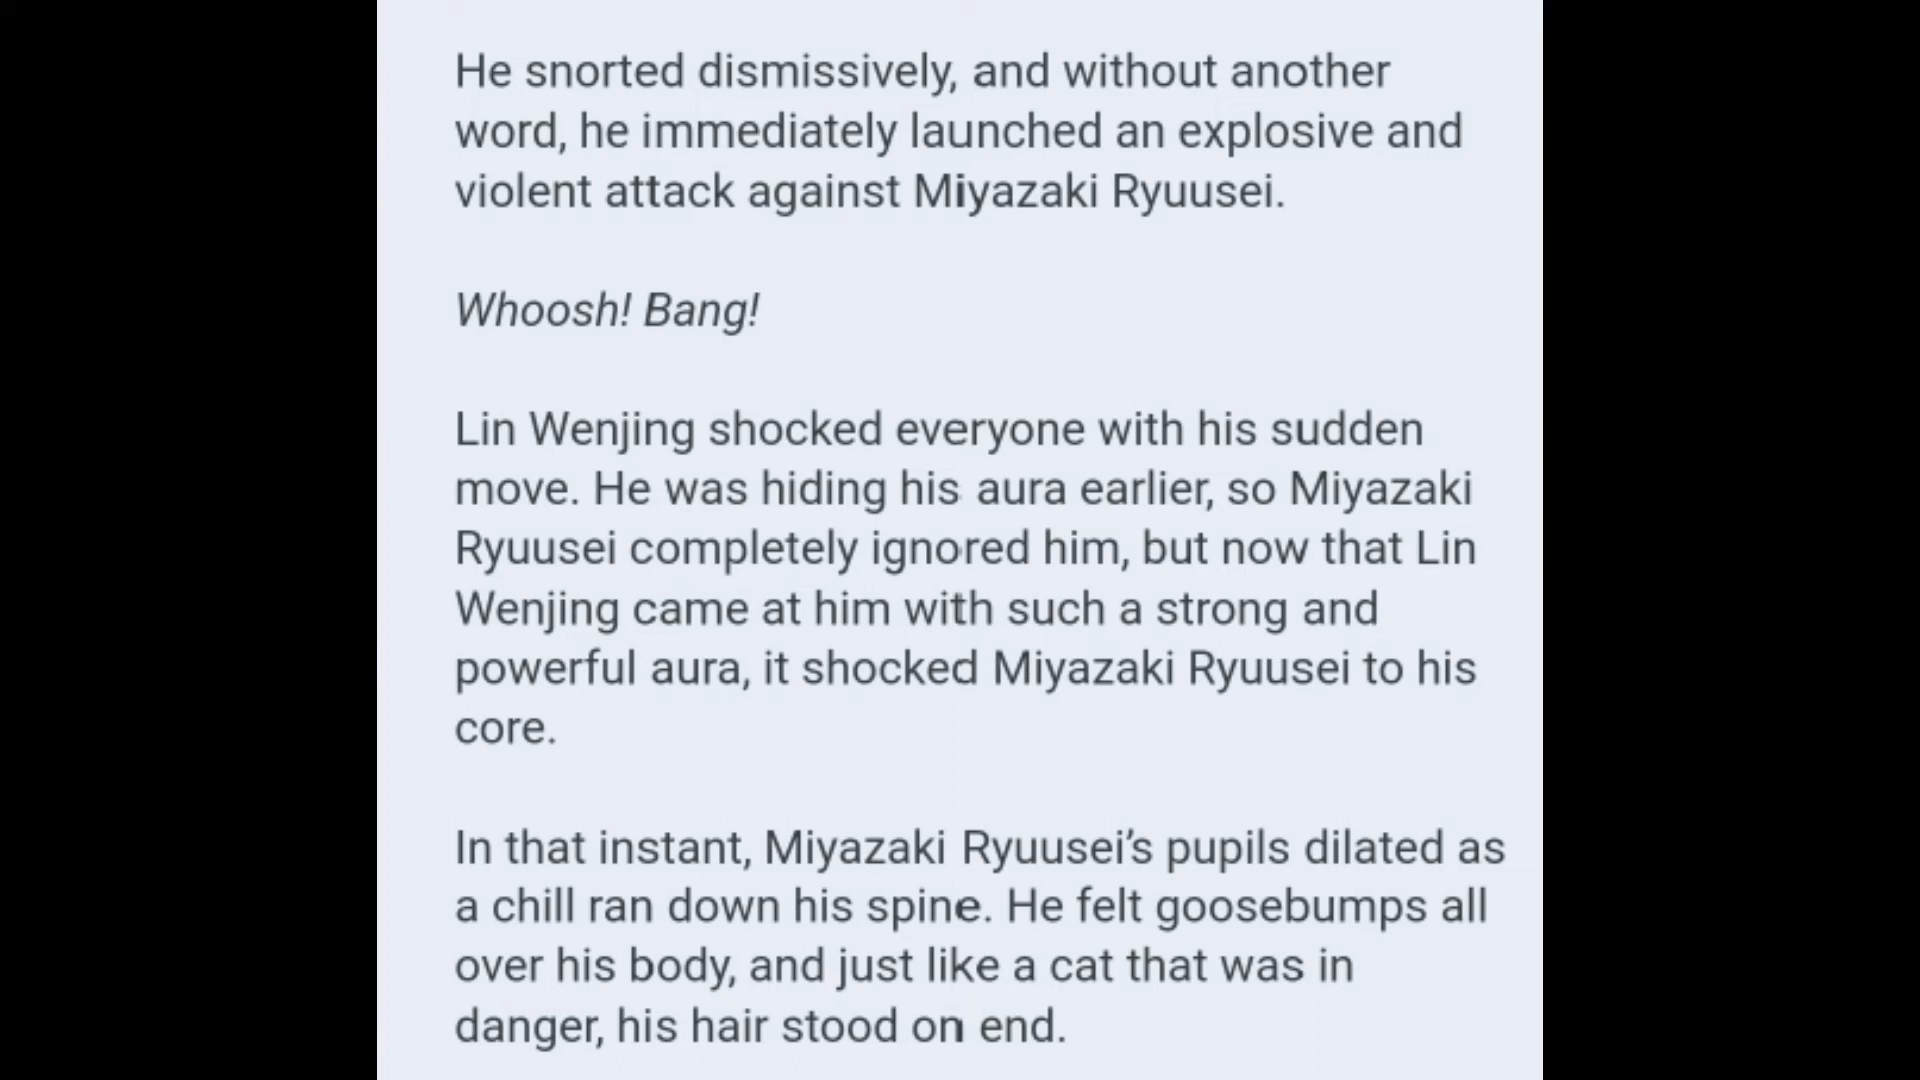 He snorted dismissively, and without another
word, he immediately launched an explosive and
violent attack against Miyazaki Ryuusei.
Whoosh! Bang!
Lin Wenjing shocked everyone with his sudden
move. He was hiding his aura earlier, so Miyazaki
Ryuusei completely ignored him, but now that Lin
Wenjing came at him with such a strong and
powerful aura, it shocked Miyazaki Ryuusei to his
core.
In that instant, Miyazaki Ryuusei’s pupils dilated as
a chill ran down his spine. He felt goosebumps all
over his body, and just like a cat that was in
danger, his hair stood on end.